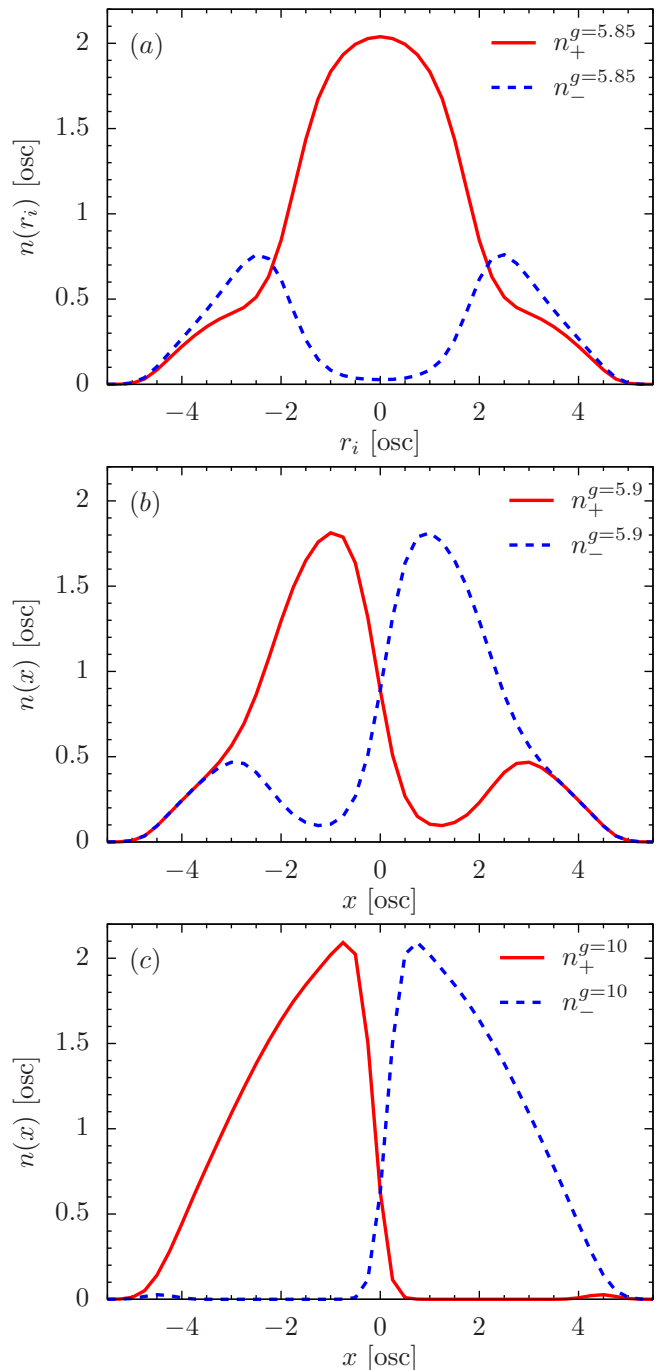 (a)
n_+^{g=5.85}
n_-^{g=5.85}
n(r_i) [osc]
2
1.5
1
0.5
0
−4 −2 0 2 4
r_i [osc]
(b)
n_+^{g=5.9}
n_-^{g=5.9}
n(x) [osc]
2
1.5
1
0.5
0
−4 −2 0 2 4
x [osc]
(c)
n_+^{g=10}
n_-^{g=10}
n(x) [osc]
2
1.5
1
0.5
0
−4 −2 0 2 4
x [osc]